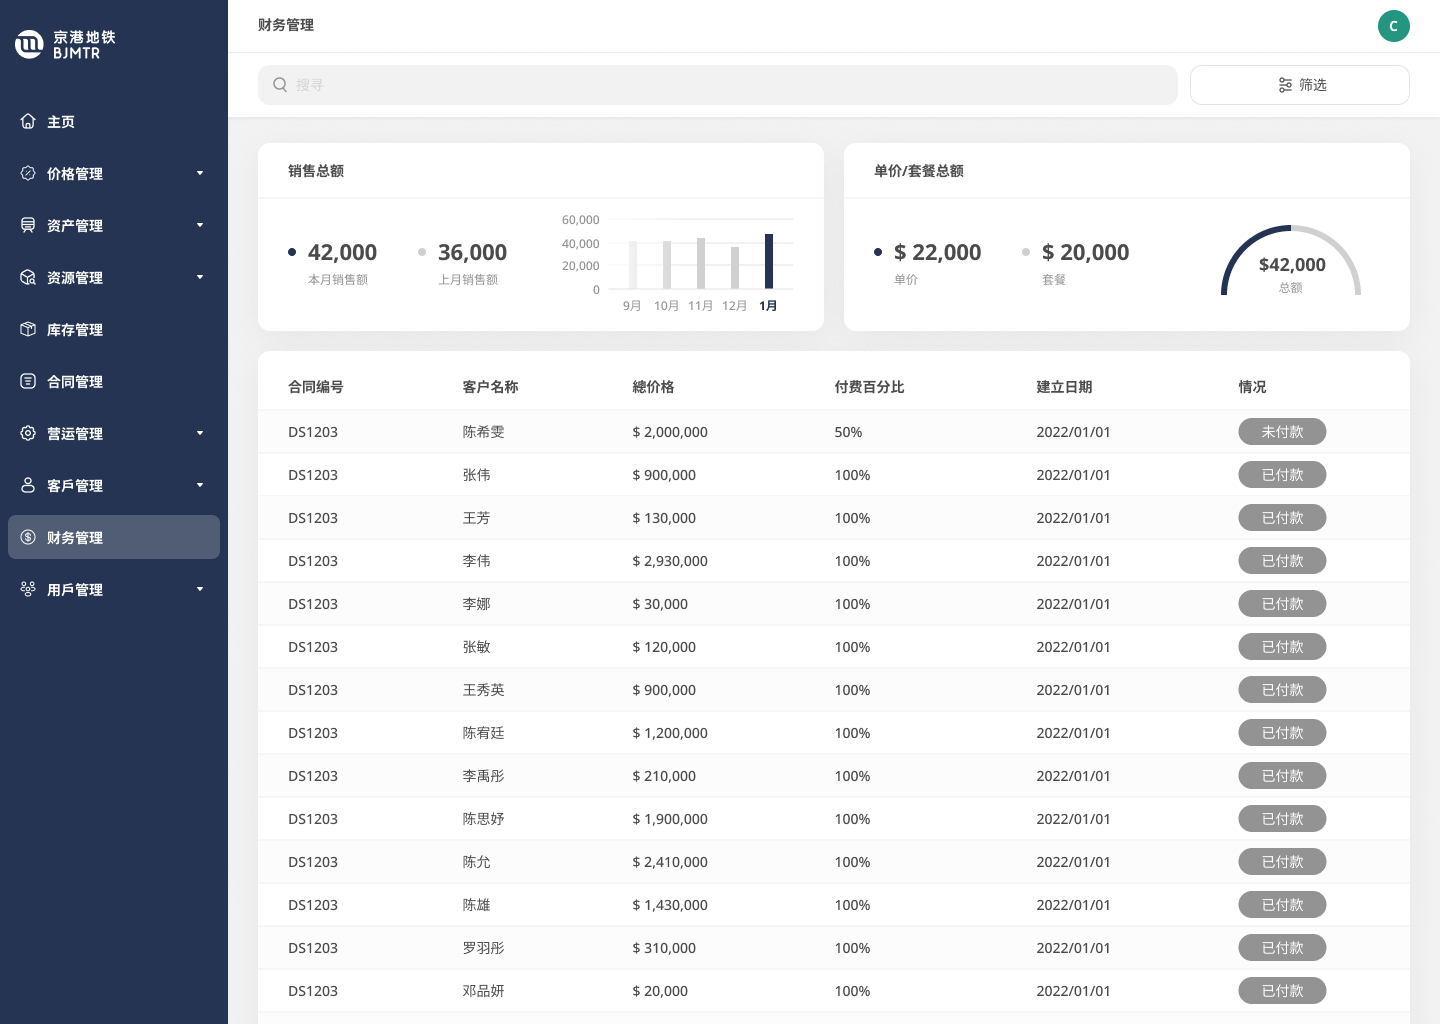 京港地铁
BJMTR
主页
价格管理
资产管理
资源管理
库存管理
合同管理
营运管理
客戶管理
财务管理
用戶管理
财务管理
C
搜寻
筛选
销售总额
42,000
本月销售额
36,000
上月销售额
60,000
40,000
20,000
0
9月 10月 11月 12月 1月
单价/套餐总额
$ 22,000
单价
$ 20,000
套餐
$42,000
总额
合同编号 客户名称 總价格 付费百分比 建立日期 情况
DS1203 陈希雯 $ 2,000,000 50% 2022/01/01 未付款
DS1203 张伟 $ 900,000 100% 2022/01/01 已付款
DS1203 王芳 $ 130,000 100% 2022/01/01 已付款
DS1203 李伟 $ 2,930,000 100% 2022/01/01 已付款
DS1203 李娜 $ 30,000 100% 2022/01/01 已付款
DS1203 张敏 $ 120,000 100% 2022/01/01 已付款
DS1203 王秀英 $ 900,000 100% 2022/01/01 已付款
DS1203 陈宥廷 $ 1,200,000 100% 2022/01/01 已付款
DS1203 李禹彤 $ 210,000 100% 2022/01/01 已付款
DS1203 陈思妤 $ 1,900,000 100% 2022/01/01 已付款
DS1203 陈允 $ 2,410,000 100% 2022/01/01 已付款
DS1203 陈雄 $ 1,430,000 100% 2022/01/01 已付款
DS1203 罗羽彤 $ 310,000 100% 2022/01/01 已付款
DS1203 邓品妍 $ 20,000 100% 2022/01/01 已付款